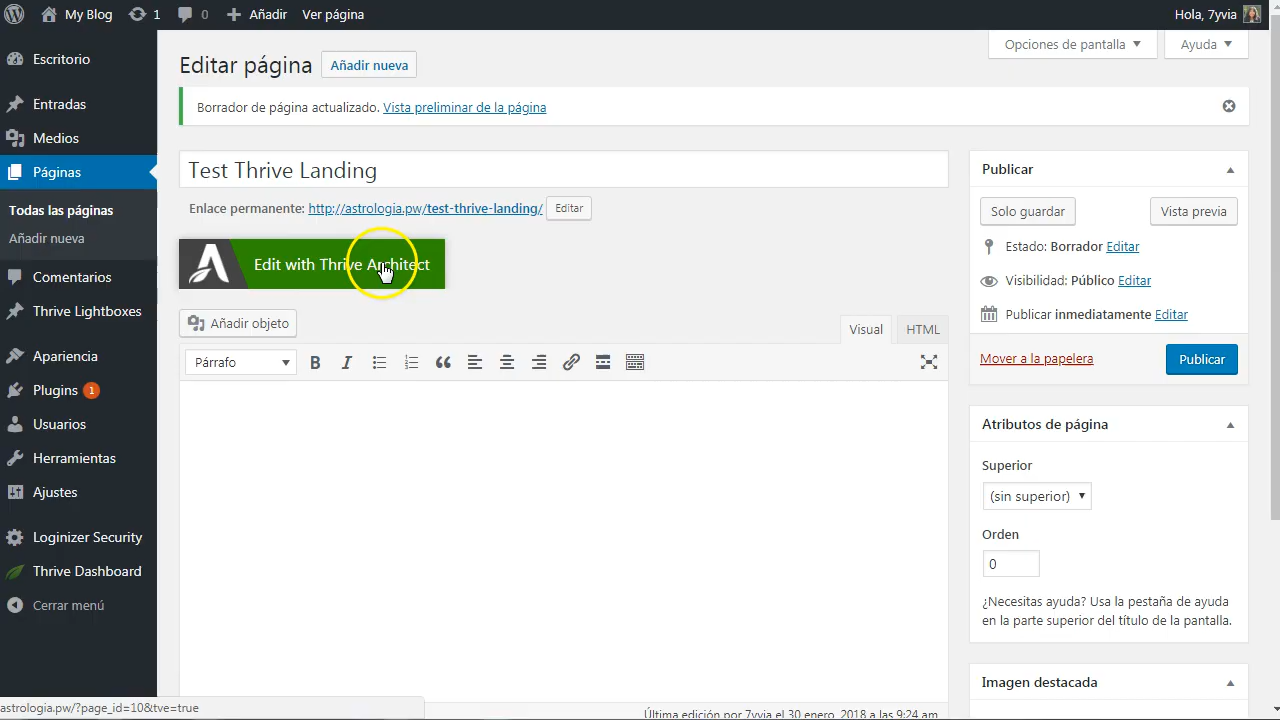 My Blog
1
0
Añadir
Ver página
Hola, 7yvia
Escritorio
Entradas
Medios
Páginas
Todas las páginas
Añadir nueva
Comentarios
Thrive Lightboxes
Apariencia
Plugins 1
Usuarios
Herramientas
Ajustes
Loginizer Security
Thrive Dashboard
Cerrar menú
Opciones de pantalla
Ayuda
Editar página
Añadir nueva
Borrador de página actualizado. Vista preliminar de la página
Test Thrive Landing
Enlace permanente: http://astrologia.pw/test-thrive-landing/ Editar
Edit with Thrive Architect
Añadir objeto
Visual
HTML
Párrafo
B I
Última edición por 7yvia el 30 enero, 2018 a las 9:24 am
Publicar
Solo guardar
Vista previa
Estado: Borrador Editar
Visibilidad: Público Editar
Publicar inmediatamente Editar
Mover a la papelera
Publicar
Atributos de página
Superior
(sin superior)
Orden
0
¿Necesitas ayuda? Usa la pestaña de ayuda
en la parte superior del título de la pantalla.
Imagen destacada
astrologia.pw/?page_id=10&tve=true